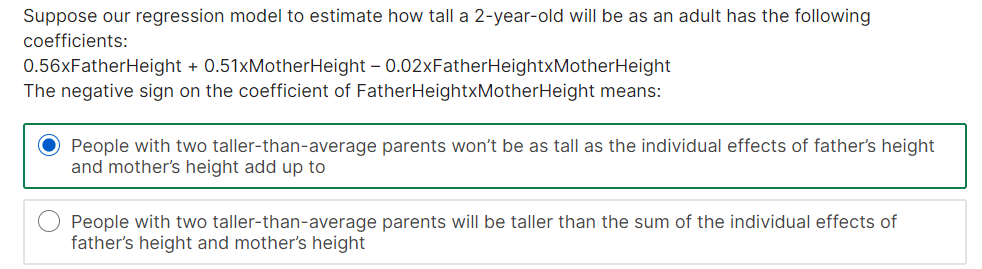 Suppose our regression model to estimate how tall a 2-year-old will be as an adult has the following
coefficients:
0.56xFatherHeight + 0.51xMotherHeight – 0.02xFatherHeightxMotherHeight
The negative sign on the coefficient of FatherHeightxMotherHeight means:
People with two taller-than-average parents won’t be as tall as the individual effects of father’s height
and mother’s height add up to
People with two taller-than-average parents will be taller than the sum of the individual effects of
father’s height and mother’s height